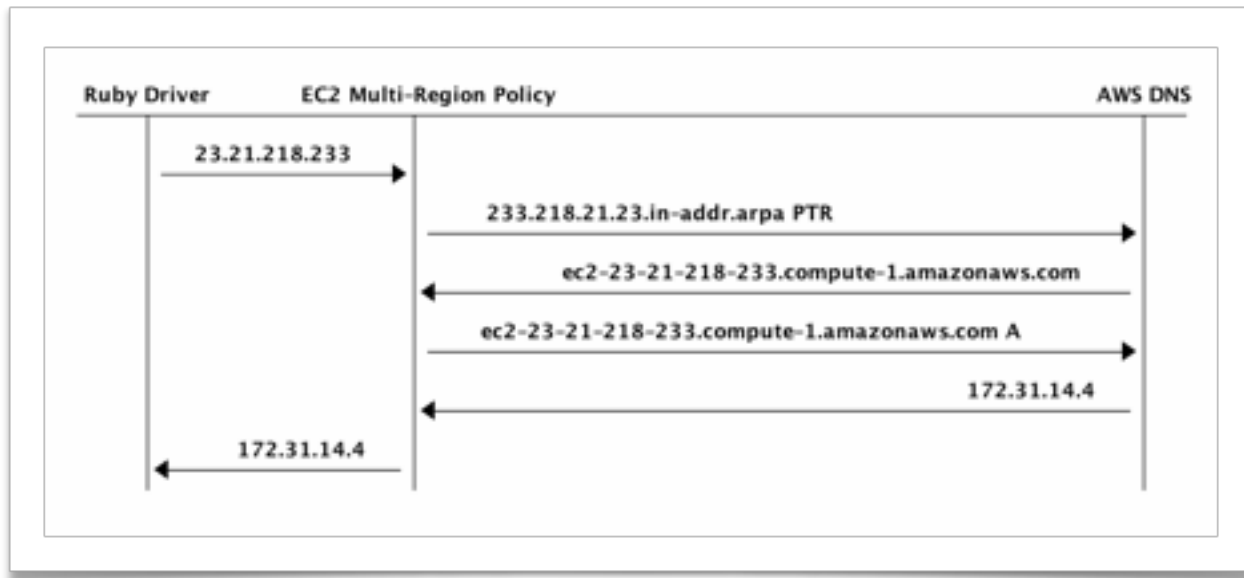 Ruby Driver EC2 Multi-Region Policy AWS DNS
23.21.218.233
233.218.21.23.in-addr.arpa PTR
ec2-23-21-218-233.compute-1.amazonaws.com
ec2-23-21-218-233.compute-1.amazonaws.com A
172.31.14.4
172.31.14.4